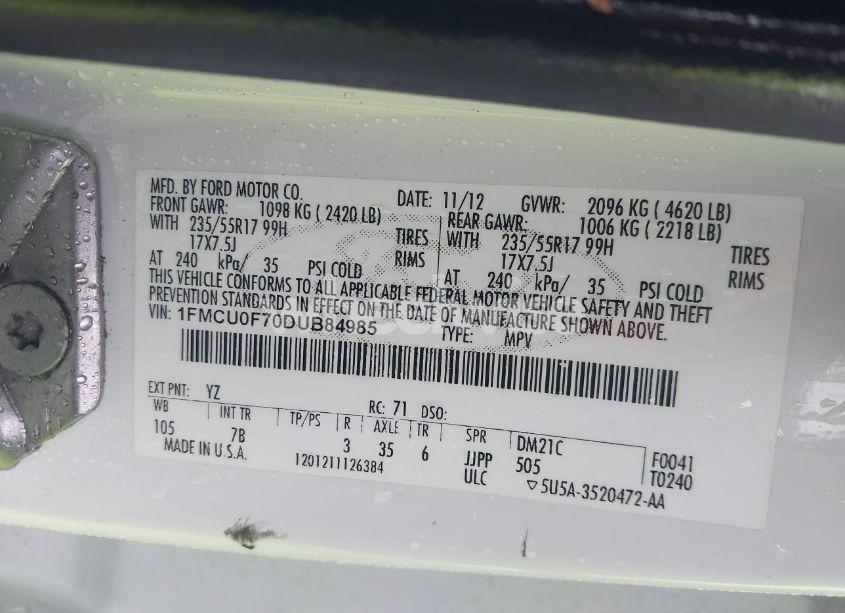 MFD. BY FORD MOTOR CO. DATE: 11/12 GVWR: 2096 KG ( 4620 LB)
FRONT GAWR: 1098 KG ( 2420 LB) REAR GAWR: 1006 KG ( 2218 LB)
WITH 235/55R17 99H TIRES WITH 235/55R17 99H TIRES
17X7.5J RIMS 17X7.5J RIMS
AT 240 kPa/ 35 PSI COLD AT 240 kPa/ 35 PSI COLD
THIS VEHICLE CONFORMS TO ALL APPLICABLE FEDERAL MOTOR VEHICLE SAFETY AND THEFT
PREVENTION STANDARDS IN EFFECT ON THE DATE OF MANUFACTURE SHOWN ABOVE.
VIN: 1FMCU0F70DUB84985 TYPE: MPV
EXT PNT: YZ RC: 71 DSO:
WB INT TR TP/PS R AXLE TR SPR DM21C F0041
105 7B 3 35 6 JJPP 505 T0240
MADE IN U.S.A. 1201211126384 ULC ▽5U5A-3520472-AA